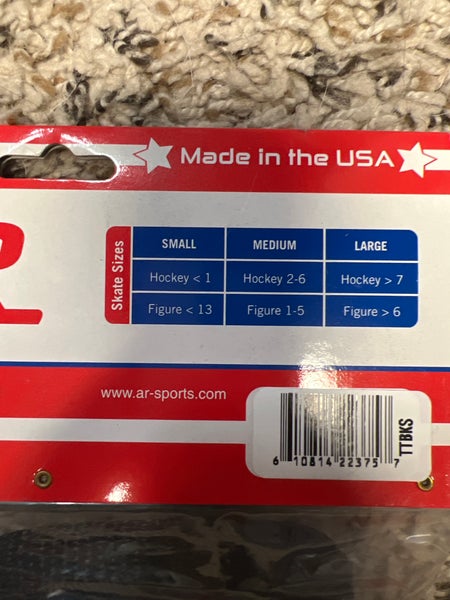 Made in the USA
Skate Sizes
SMALL MEDIUM LARGE
Hockey < 1 Hockey 2-6 Hockey > 7
Figure < 13 Figure 1-5 Figure > 6
www.ar-sports.com
6 10814 22375 7
TTBKS